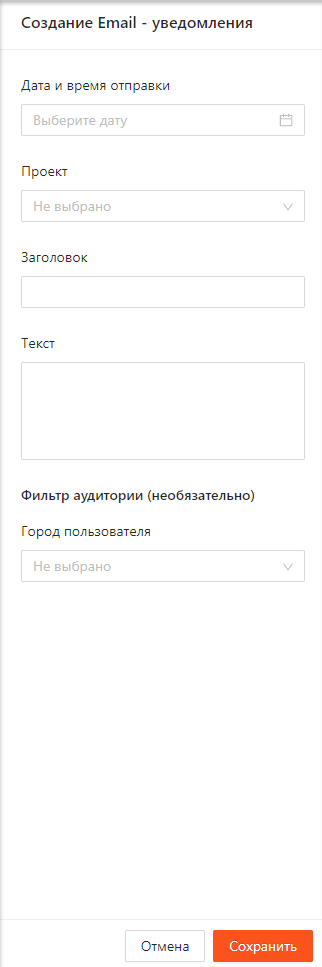 Создание Email - уведомления
Дата и время отправки
Выберите дату
Проект
Не выбрано
Заголовок
Текст
Фильтр аудитории (необязательно)
Город пользователя
Не выбрано
Отмена
Сохранить